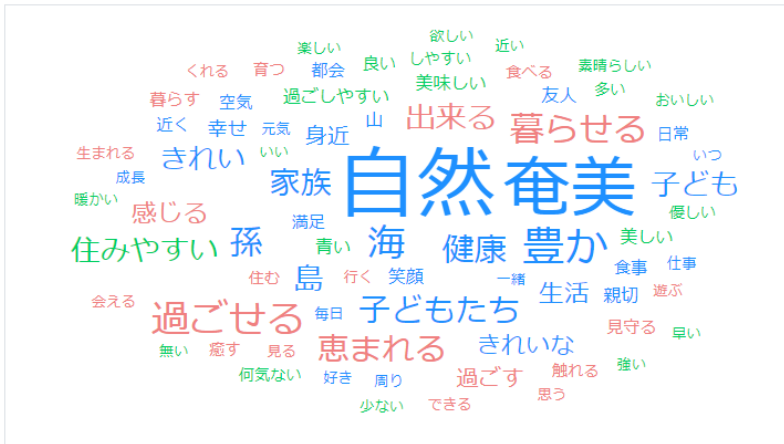 欲しい
楽しい
近い
良い
しやすい
くれる
育つ
都会
美味しい
食べる
素晴らしい
暮らす
空気
過ごしやすい
友人
多い
おいしい
近く
幸せ
元気
身近
山
出来る
暮らせる
日常
生まれる
きれい
いい
家族
自然
奄美
いつ
子ども
成長
暖かい
感じる
満足
優しい
住みやすい
孫
青い
海
健康
豊か
美しい
島
住む
行く
笑顔
一緒
生活
親切
食事
仕事
遊ぶ
会える
過ごせる
毎日
子どもたち
見守る
早い
無い
癒す
見る
恵まれる
きれいな
何気ない
好き
周り
過ごす
触れる
強い
少ない
できる
思う